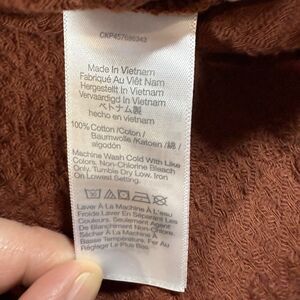 CKP457686343
Made In Vietnam
Fabriqué Au Viêt Nam
Hergestellt In Vietnam
Vervaardigd In Vietnam
ベトナム製
hecho en vietnam
100% Cotton / Coton /
Baumwolle / Katoen / 綿 /
algodón
Machine Wash Cold With Like
Colors. Non-Chlorine Bleach
Only. Tumble Dry Low. Iron
On Lowest Setting.
Laver À La Machine À L'eau
Froide. Laver En Couleurs
Seulement Agent
De Blanchiment Non-Chloré
Sécher À La Machine À
Basse Température. Fer Au
Réglage Le Plus Bas